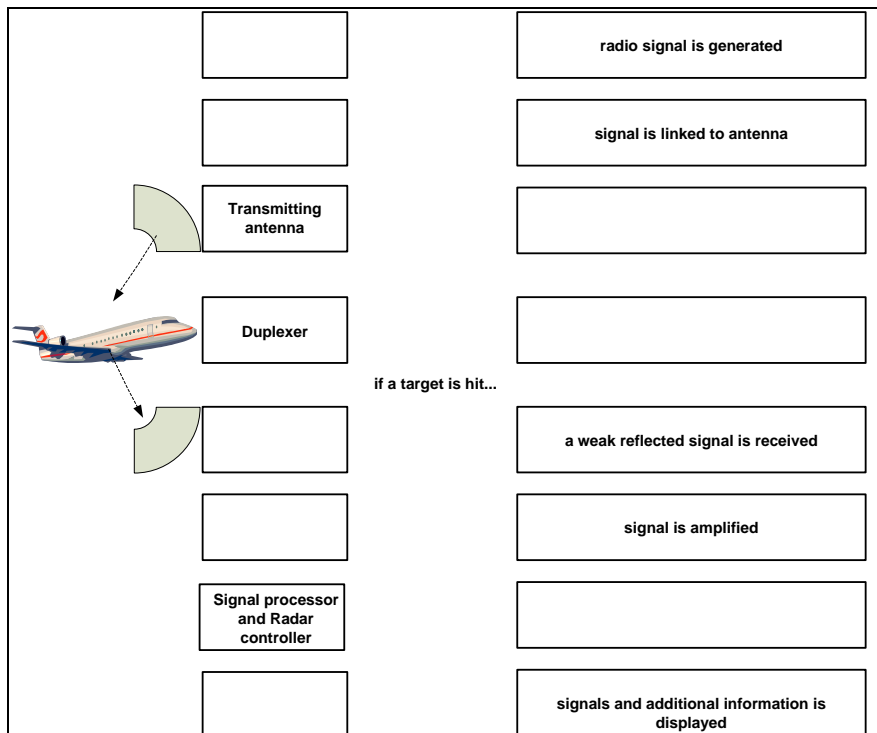 radio signal is generated
signal is linked to antenna
Transmitting
antenna
Duplexer
if a target is hit...
a weak reflected signal is received
signal is amplified
Signal processor
and Radar
controller
signals and additional information is
displayed